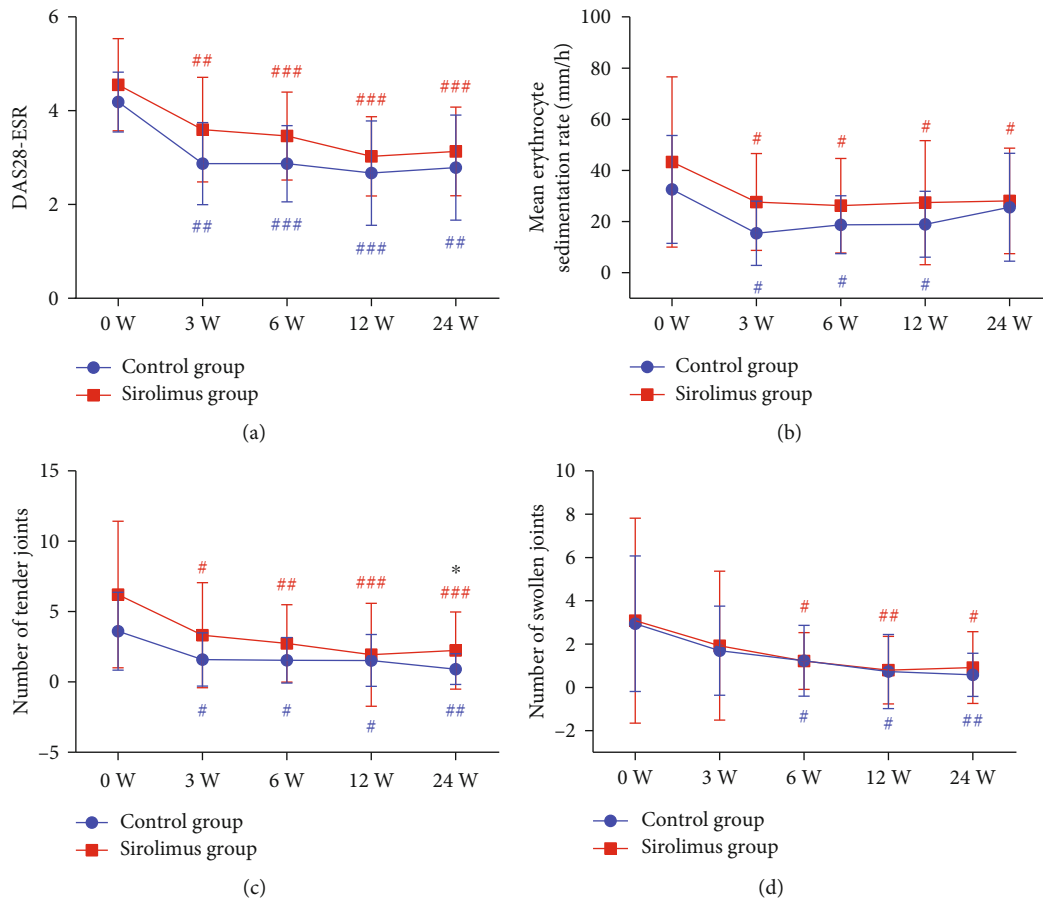 DAS28-ESR
6
4
2
0
##
###
###
###
##
###
###
##
0 W
3 W
6 W
12 W
24 W
Control group
Sirolimus group
(a)
Mean erythrocyte
sedimentation rate (mm/h)
100
80
60
40
20
0
#
#
#
#
#
#
#
0 W
3 W
6 W
12 W
24 W
Control group
Sirolimus group
(b)
Number of tender joints
15
10
5
0
–5
*
#
##
###
###
#
#
#
##
0 W
3 W
6 W
12 W
24 W
Control group
Sirolimus group
(c)
Number of swollen joints
10
8
6
4
2
0
–2
#
##
#
#
#
##
0 W
3 W
6 W
12 W
24 W
Control group
Sirolimus group
(d)